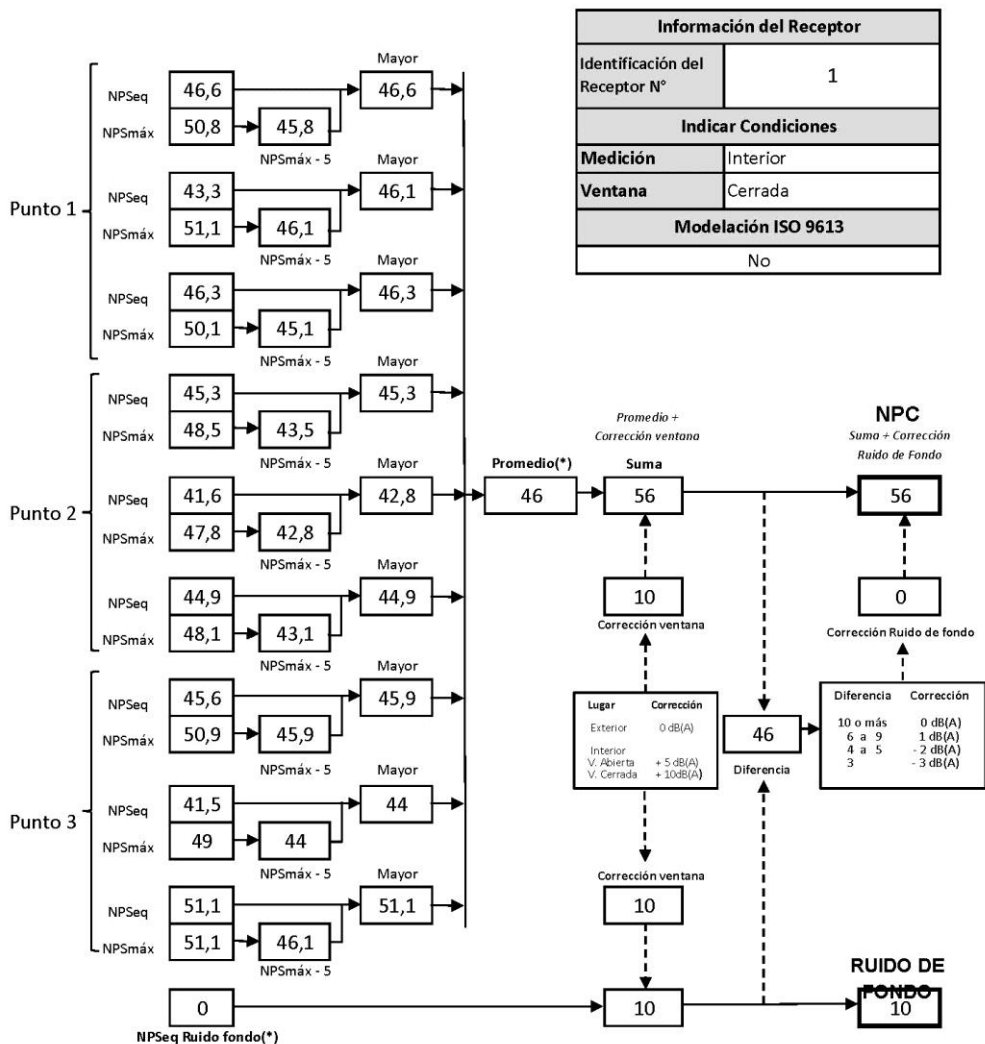 Información del Receptor
Identificación del Receptor N°
1
Indicar Condiciones
Medición Interior
Ventana Cerrada
Modelación ISO 9613
No
Punto 1
Mayor
NPSeq 46,6 46,6
NPSmáx 50,8 45,8
NPSmáx - 5
Mayor
NPSeq 43,3 46,1
NPSmáx 51,1 46,1
NPSmáx - 5
Mayor
NPSeq 46,3 46,3
NPSmáx 50,1 45,1
NPSmáx - 5
Punto 2
Mayor
NPSeq 45,3 45,3
NPSmáx 48,5 43,5
NPSmáx - 5
Mayor
NPSeq 41,6 42,8
NPSmáx 47,8 42,8
NPSmáx - 5
Mayor
NPSeq 44,9 44,9
NPSmáx 48,1 43,1
NPSmáx - 5
Punto 3
Mayor
NPSeq 45,6 45,9
NPSmáx 50,9 45,9
NPSmáx - 5
Mayor
NPSeq 41,5 44
NPSmáx 49 44
NPSmáx - 5
Mayor
NPSeq 51,1 51,1
NPSmáx 51,1 46,1
NPSmáx - 5
0
NPSeq Ruido fondo(*)
Promedio(*)
46
Promedio +
Corrección ventana
Suma
56
10
Corrección ventana
Lugar Corrección
Exterior 0 dB(A)
Interior
V. Abierta + 5 dB(A)
V. Cerrada + 10dB(A)
Corrección ventana
10
10
46
Diferencia
NPC
Suma + Corrección
Ruido de Fondo
56
0
Corrección Ruido de fondo
Diferencia Corrección
10 o más 0 dB(A)
6 a 9 1 dB(A)
4 a 5 - 2 dB(A)
3 - 3 dB(A)
RUIDO DE
FONDO
10